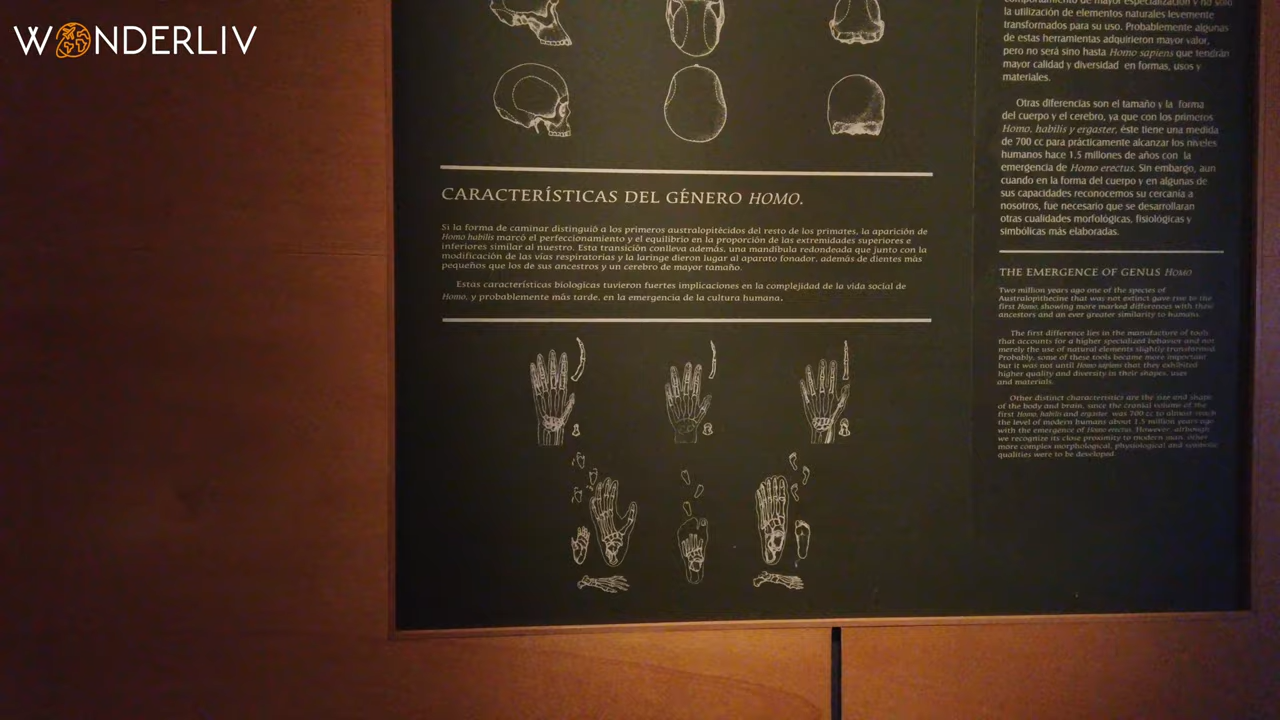 WONDERLIV
CARACTERÍSTICAS DEL GÉNERO HOMO.
Si la forma de caminar distinguió a los primeros australopitécidos del resto de los primates, la aparición de
Homo habilis marcó el perfeccionamiento y el equilibrio en la proporción de las extremidades superiores e
inferiores similar al nuestro. Esta transición conlleva además, una mandíbula redondeada que junto con la
modificación de las vías respiratorias y la laringe dieron lugar al aparato fonador, además de dientes más
pequeños que los de sus ancestros y un cerebro de mayor tamaño.
Estas características biologicas tuvieron fuertes implicaciones en la complejidad de la vida social de
Homo, y probablemente más tarde, en la emergencia de la cultura humana.
comportamiento de mayor especialización y no sólo
la utilización de elementos naturales levemente
transformados para su uso. Probablemente algunas
de estas herramientas adquirieron mayor valor,
pero no será sino hasta Homo sapiens que tendrán
mayor calidad y diversidad en formas, usos y
materiales.
Otras diferencias son el tamaño y la forma
del cuerpo y el cerebro, ya que con los primeros
Homo, habilis y ergaster, éste tiene una medida
de 700 cc para prácticamente alcanzar los niveles
humanos hace 1.5 millones de años con la
emergencia de Homo erectus. Sin embargo, aun
cuando en la forma del cuerpo y en algunas de
sus capacidades reconocemos su cercanía a
nosotros, fue necesario que se desarrollaran
otras cualidades morfológicas, fisiológicas y
simbólicas más elaboradas.
THE EMERGENCE OF GENUS HOMO
Two million years ago one of the species of
Australopithecine that was not extinct gave rise to the
first Homo, showing more marked differences with their
ancestors and an ever greater similarity to humans.
The first difference lies in the manufacture of tools
that accounts for a higher specialized behavior and not
merely the use of natural elements slightly transformed.
Probably, some of these tools became more important
but it was not until Homo sapiens that they exhibited
higher quality and diversity in their shapes, uses
and materials.
Other distinct characteristics are the size and shape
of the body and brain, since the cranial volume of the
first Homo, habilis and ergaster was 700 cc to almost reach
the level of modern humans about 1.5 million years ago
with the emergence of Homo erectus. However, although
we recognize its close proximity to modern man, other
more complex morphological, physiological and symbolic
qualities were to be developed.